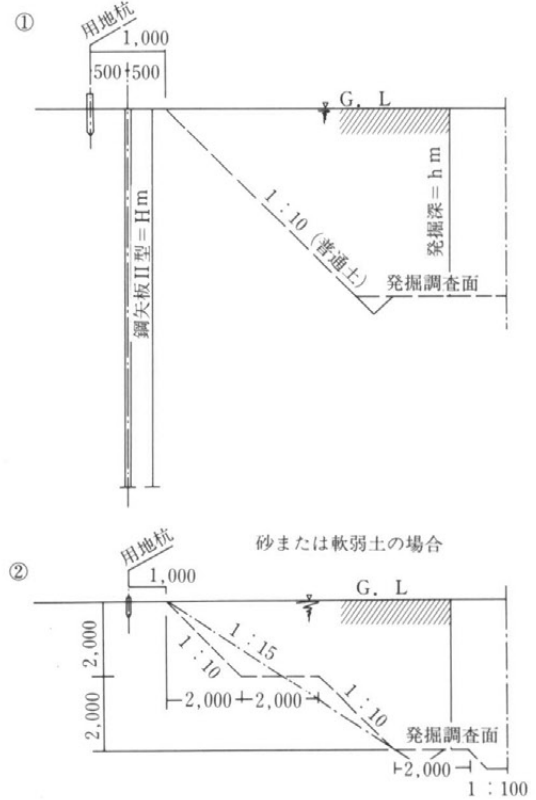 ①
用地杭
1,000
500 500
G. L
鋼矢板II型=Hm
1:10 (普通土)
発掘深=hm
発掘調査面
砂または軟弱土の場合
②
用地杭
1,000
G. L
2,000
2,000
1:10
1:15
1:10
2,000
2,000
発掘調査面
2,000
1:100